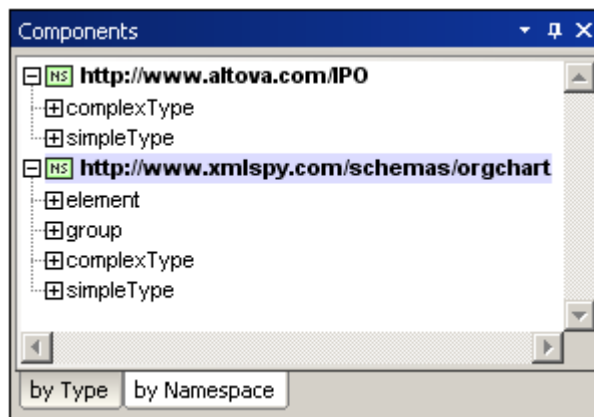 Components
NS http://www.altova.com/IPO
complexType
simpleType
NS http://www.xmlspy.com/schemas/orgchart
element
group
complexType
simpleType
by Type by Namespace